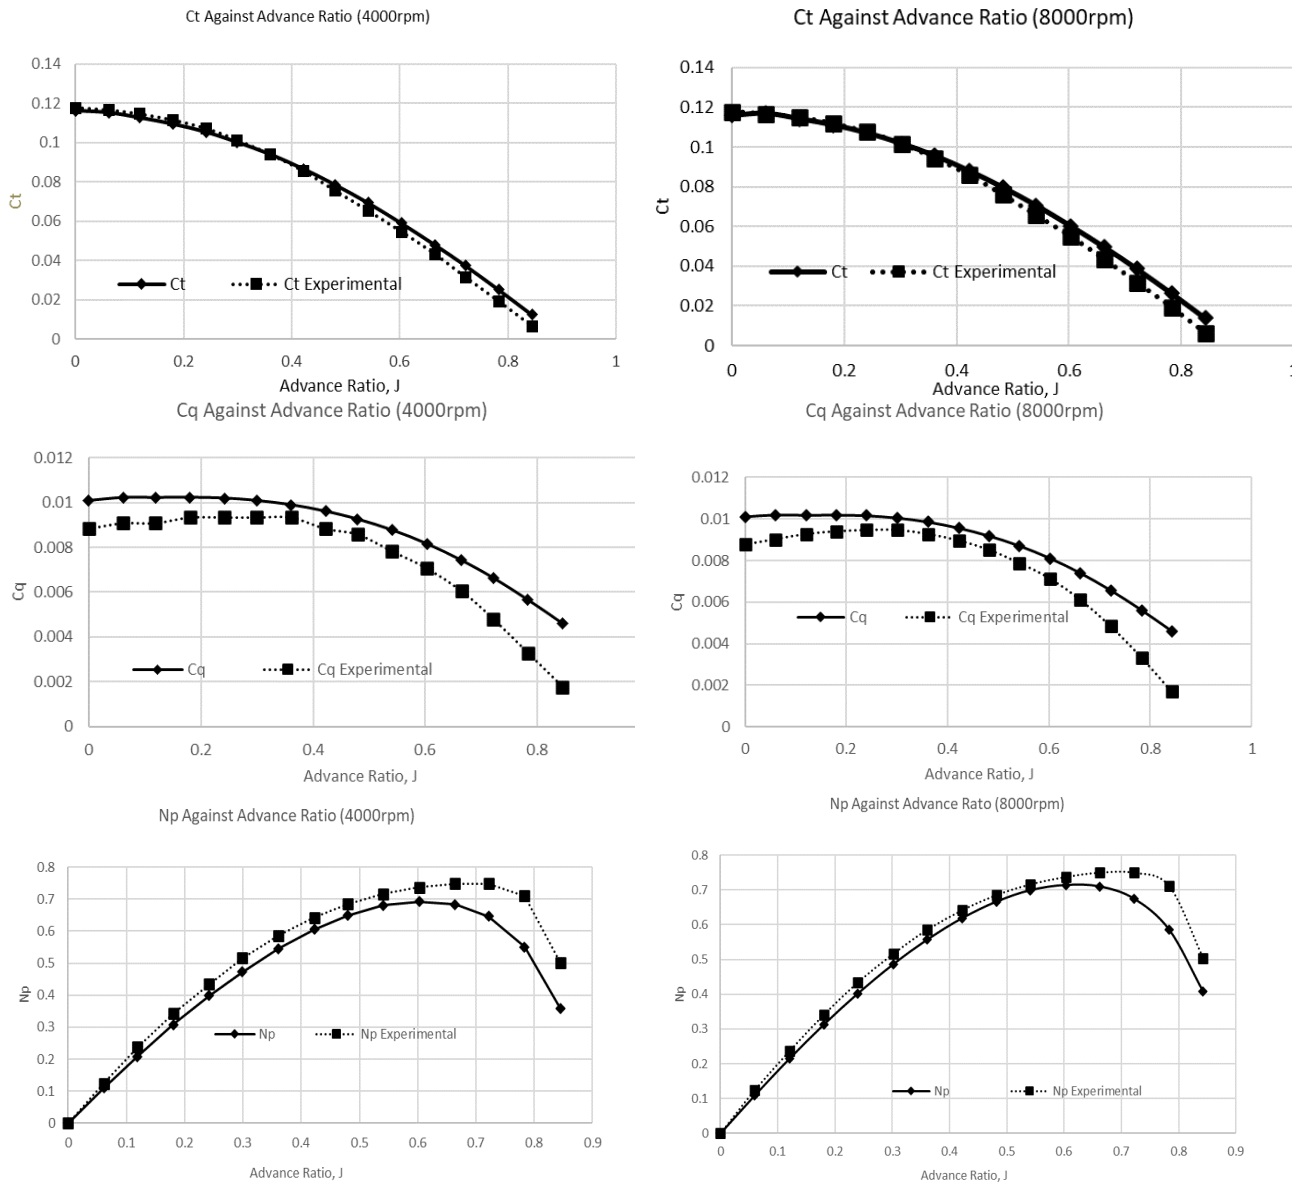 Ct Against Advance Ratio (4000rpm)
0.14
0.12
0.1
0.08
0.06
0.04
0.02
0
Ct
Ct
Ct Experimental
0 0.2 0.4 0.6 0.8 1
Advance Ratio, J
Ct Against Advance Ratio (8000rpm)
0.14
0.12
0.1
0.08
0.06
0.04
0.02
0
Ct
Ct
Ct Experimental
0 0.2 0.4 0.6 0.8
Advance Ratio, J
Cq Against Advance Ratio (4000rpm)
0.012
0.01
0.008
0.006
0.004
0.002
0
Cq
Cq
Cq Experimental
0 0.2 0.4 0.6 0.8
Advance Ratio, J
Cq Against Advance Ratio (8000rpm)
0.012
0.01
0.008
0.006
0.004
0.002
0
Cq
Cq
Cq Experimental
0 0.2 0.4 0.6 0.8 1
Advance Ratio, J
Np Against Advance Ratio (4000rpm)
0.8
0.7
0.6
0.5
0.4
0.3
0.2
0.1
0
Np
Np
Np Experimental
0 0.1 0.2 0.3 0.4 0.5 0.6 0.7 0.8 0.9
Advance Ratio, J
Np Against Advance Rato (8000rpm)
0.8
0.7
0.6
0.5
0.4
0.3
0.2
0.1
0
Np
Np
Np Experimental
0 0.1 0.2 0.3 0.4 0.5 0.6 0.7 0.8 0.9
Advance Ratio, J